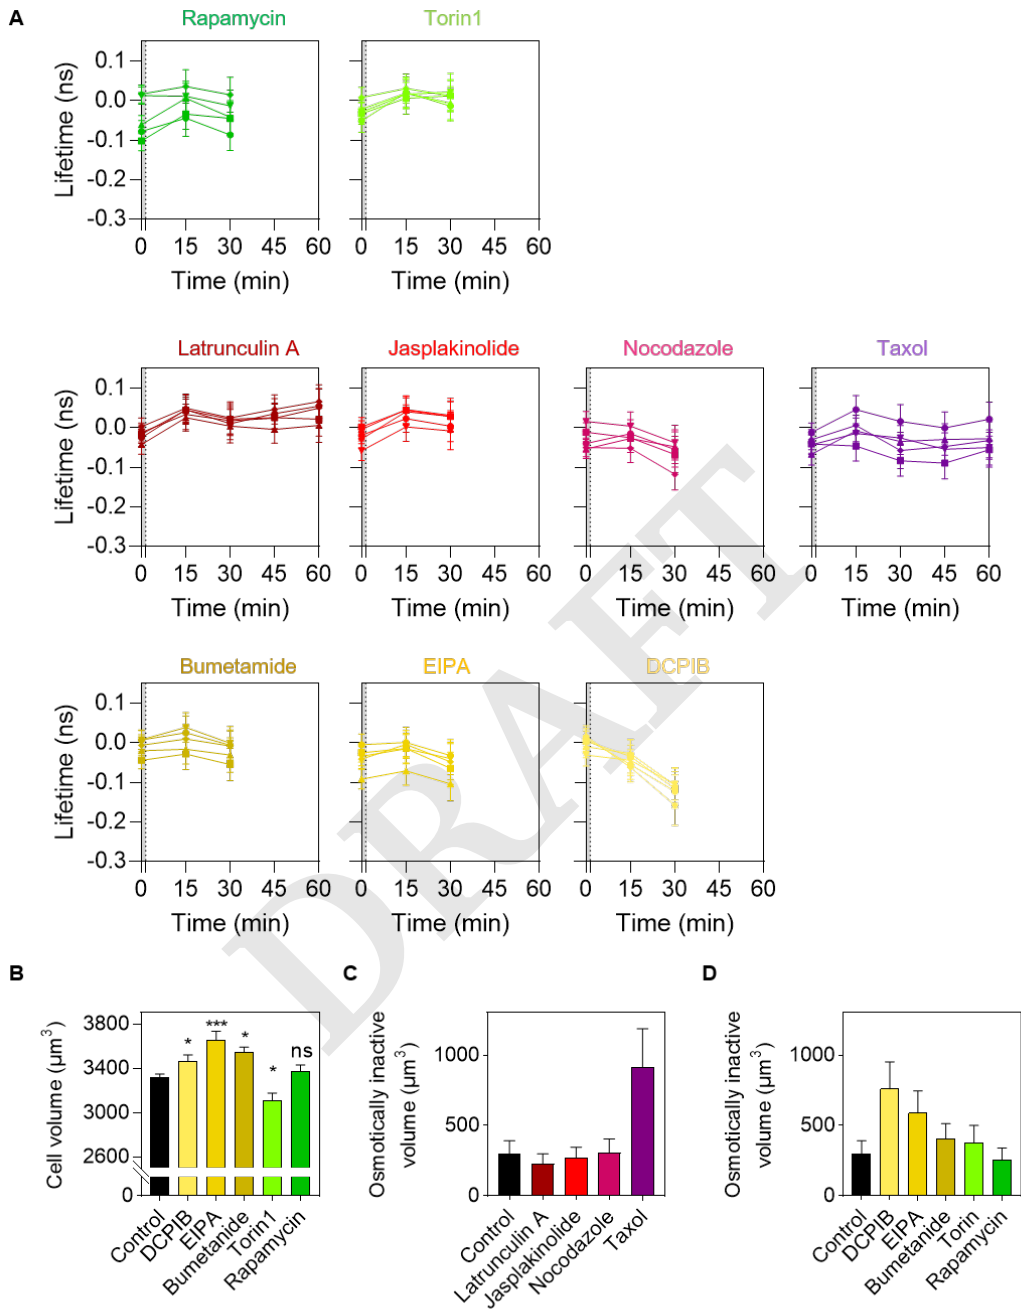 A
Rapamycin
Torin1
Lifetime (ns)
0.1
0.0
-0.1
-0.2
-0.3
0 15 30 45 60
Time (min)
0 15 30 45 60
Time (min)
Latrunculin A
Jasplakinolide
Nocodazole
Taxol
Lifetime (ns)
0.1
0.0
-0.1
-0.2
-0.3
0 15 30 45 60
Time (min)
0 15 30 45 60
Time (min)
0 15 30 45 60
Time (min)
0 15 30 45 60
Time (min)
Bumetamide
EIPA
DCPIB
Lifetime (ns)
0.1
0.0
-0.1
-0.2
-0.3
0 15 30 45 60
Time (min)
0 15 30 45 60
Time (min)
0 15 30 45 60
Time (min)
DRAFT
B
Cell volume (µm³)
3800
3400
3000
2600
0
*
***
*
*
ns
Control
DCPIB
EIPA
Bumetanide
Torin1
Rapamycin
C
Osmotically inactive
volume (µm³)
1000
500
0
Control
Latrunculin A
Jasplakinolide
Nocodazole
Taxol
D
Osmotically inactive
volume (µm³)
1000
500
0
Control
DCPIB
EIPA
Bumetanide
Torin
Rapamycin